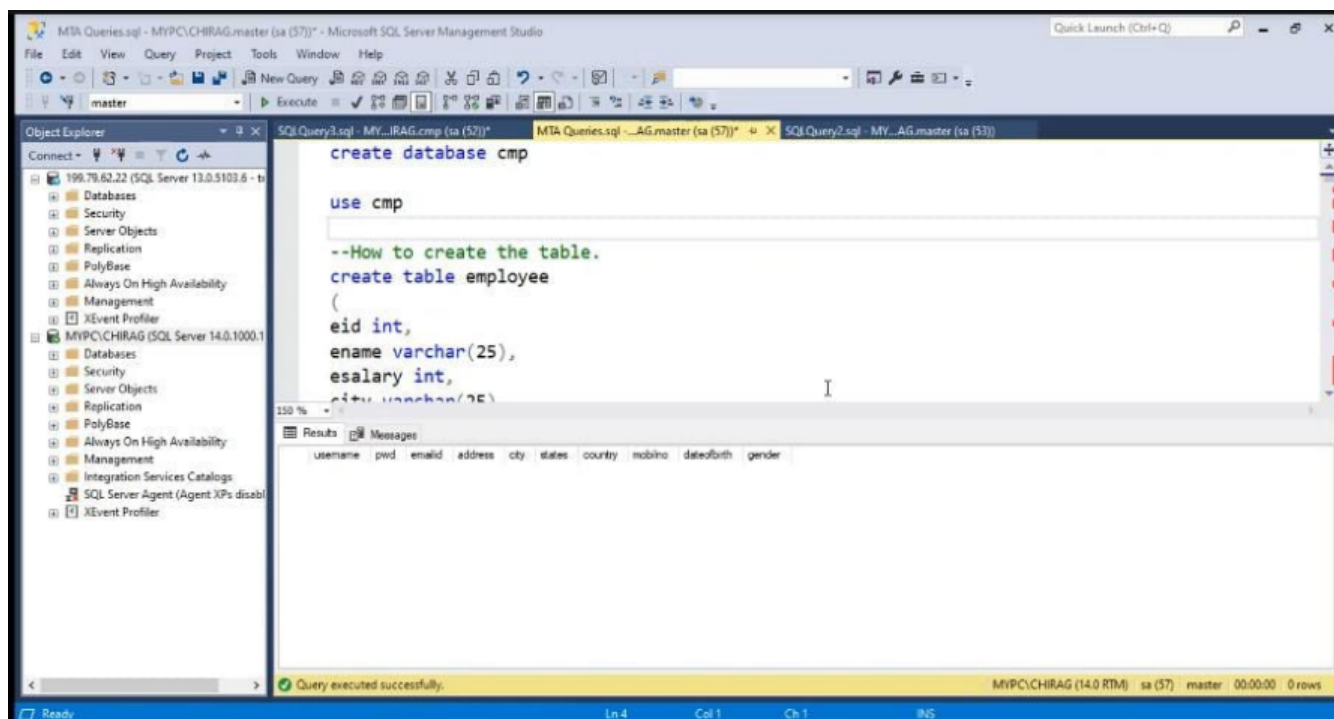 MTA Queries.sql - MYPC\CHIRAG.master (sa (57))* - Microsoft SQL Server Management Studio
Quick Launch (Ctrl+Q)
File Edit View Query Project Tools Window Help
New Query
master Execute
Object Explorer
SQLQuery3.sql - MY...IRAG.cmp (sa (52))* MTA Queries.sql -...AG.master (sa (57))* SQLQuery2.sql - MY...AG.master (sa (53))
Connect
199.79.62.22 (SQL Server 13.0.5103.6 - t
Databases
Security
Server Objects
Replication
PolyBase
Always On High Availability
Management
XEvent Profiler
MYPC\CHIRAG (SQL Server 14.0.1000.1
Databases
Security
Server Objects
Replication
PolyBase
Always On High Availability
Management
Integration Services Catalogs
SQL Server Agent (Agent XPs disabl
XEvent Profiler
create database cmp
use cmp
--How to create the table.
create table employee
(
eid int,
ename varchar(25),
esalary int,
city varchar(25)
150 %
Results Messages
username pwd emailid address city states country mobino dateofbirth gender
Query executed successfully.
MYPC\CHIRAG (14.0 RTM) sa (57) master 00:00:00 0 rows
Ready Ln 4 Col 1 Ch 1 INS